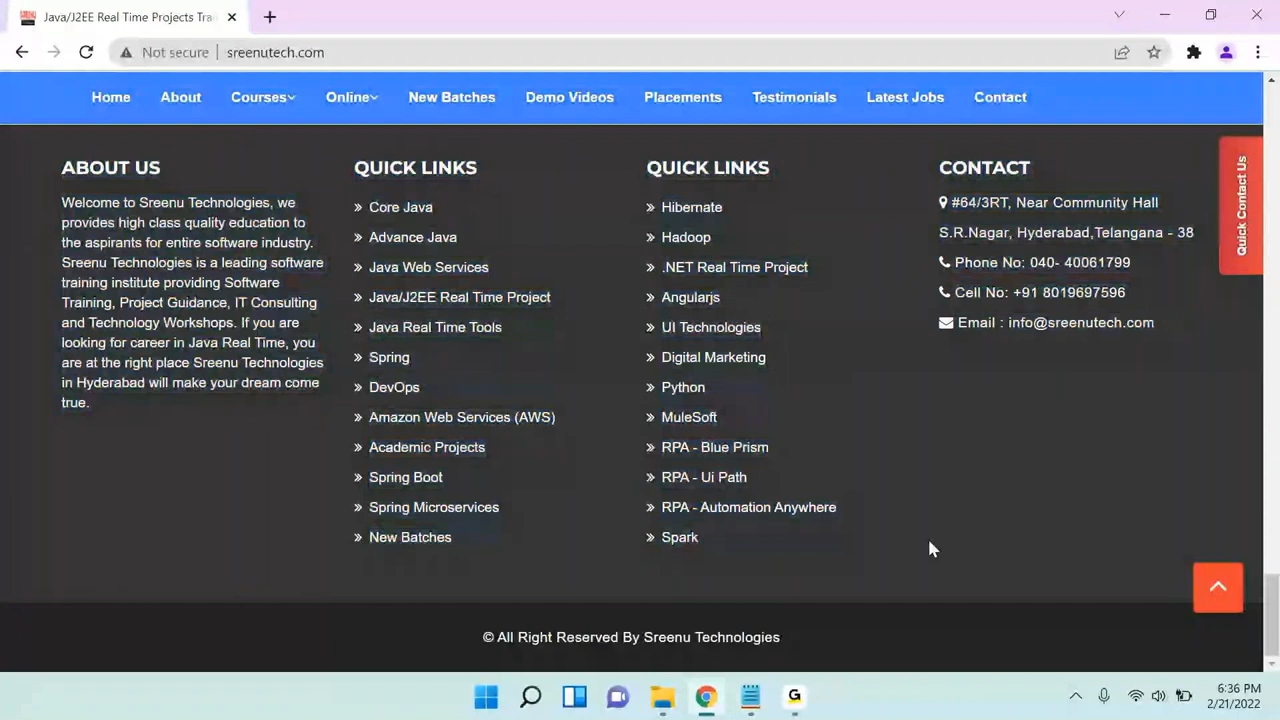 Java/J2EE Real Time Projects Tra
Not secure
sreenutech.com
Home About Courses Online New Batches Demo Videos Placements Testimonials Latest Jobs Contact
ABOUT US
Welcome to Sreenu Technologies, we
provides high class quality education to
the aspirants for entire software industry.
Sreenu Technologies is a leading software
training institute providing Software
Training, Project Guidance, IT Consulting
and Technology Workshops. If you are
looking for career in Java Real Time, you
are at the right place Sreenu Technologies
in Hyderabad will make your dream come
true.
QUICK LINKS
Core Java
Advance Java
Java Web Services
Java/J2EE Real Time Project
Java Real Time Tools
Spring
DevOps
Amazon Web Services (AWS)
Academic Projects
Spring Boot
Spring Microservices
New Batches
QUICK LINKS
Hibernate
Hadoop
.NET Real Time Project
Angularjs
UI Technologies
Digital Marketing
Python
MuleSoft
RPA - Blue Prism
RPA - Ui Path
RPA - Automation Anywhere
Spark
CONTACT
#64/3RT, Near Community Hall
S.R.Nagar, Hyderabad,Telangana - 38
Phone No: 040- 40061799
Cell No: +91 8019697596
Email : info@sreenutech.com
Quick Contact Us
© All Right Reserved By Sreenu Technologies
G
6:36 PM
2/21/2022